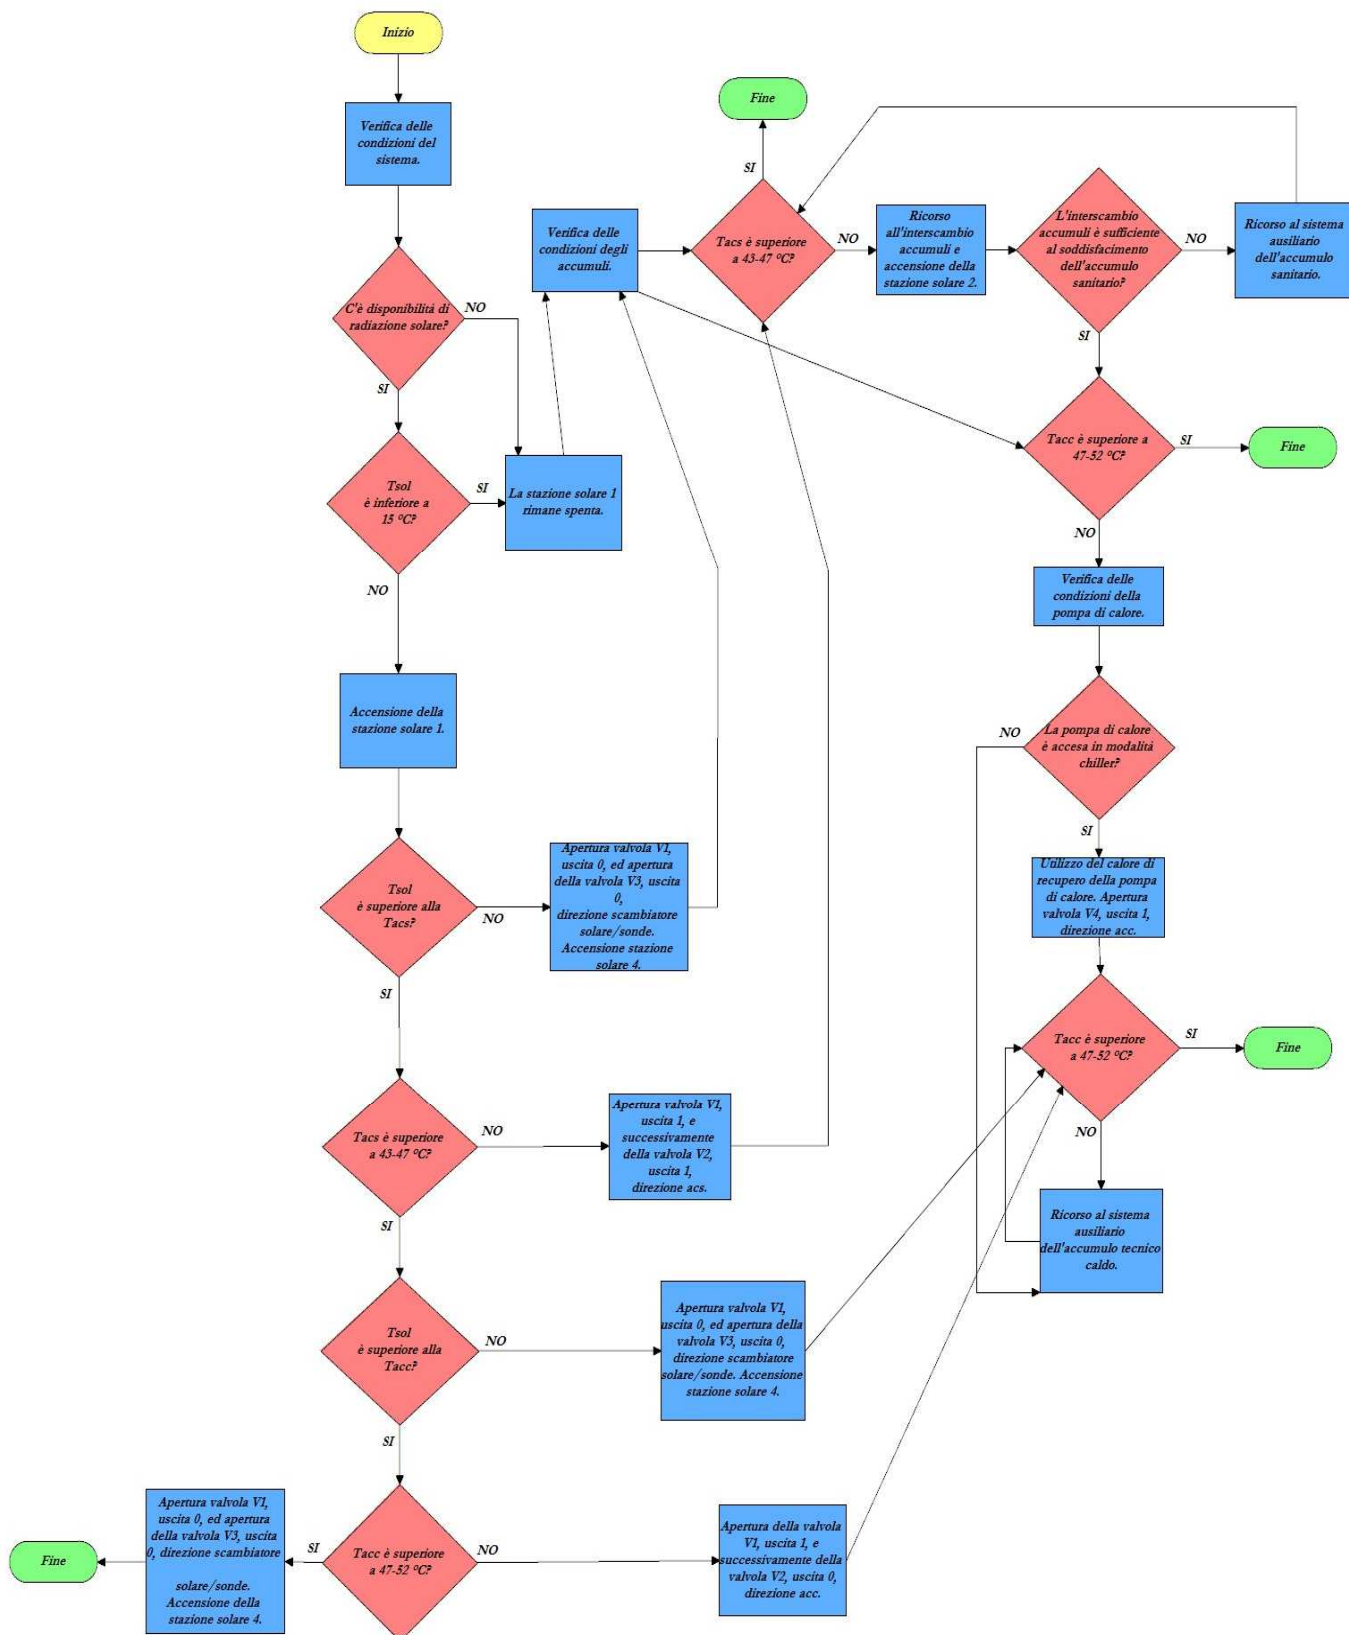 Inizio
Verifica delle
condizioni del
sistema.
C'è disponibilità di
radiazione solare?
NO
SI
Tsol
è inferiore a
15 °C?
SI
NO
La stazione solare 1
rimane spenta.
Accensione della
stazione solare 1.
Tsol
è superiore alla
Tacs?
NO
SI
Apertura valvola V1,
uscita 0, ed apertura
della valvola V3, uscita
0,
direzione scambiatore
solare/sonde.
Accensione stazione
solare 4.
Tacs è superiore
a 43-47 °C?
NO
SI
Apertura valvola V1,
uscita 1, e
successivamente
della valvola V2,
uscita 1,
direzione acs.
Tsol
è superiore alla
Tacc?
NO
SI
Apertura valvola V1,
uscita 0, ed apertura della
valvola V3, uscita 0,
direzione scambiatore
solare/sonde. Accensione
stazione solare 4.
Tacc è superiore
a 47-52 °C?
SI
NO
Apertura valvola V1,
uscita 0, ed apertura
della valvola V3, uscita
0, direzione scambiatore
solare/sonde.
Accensione della
stazione solare 4.
Fine
Apertura della valvola
V1, uscita 1, e
successivamente della
valvola V2, uscita 0,
direzione acc.
Verifica delle
condizioni degli
accumuli.
Fine
SI
Tacs è superiore
a 43-47 °C?
NO
Ricorso
all'interscambio
accumuli e
accensione della
stazione solare 2.
L'interscambio
accumuli è sufficiente
al soddisfacimento
dell'accumulo
sanitario?
NO
SI
Ricorso al sistema
ausiliario
dell'accumulo
sanitario.
Tacc è superiore a
47-52 °C?
SI
Fine
NO
Verifica delle
condizioni della
pompa di calore.
La pompa di calore
è accesa in modalità
chiller?
NO
SI
Utilizzo del calore di
recupero della pompa
di calore. Apertura
valvola V4, uscita 1,
direzione acc.
Tacc è superiore
a 47-52 °C?
SI
Fine
NO
Ricorso al sistema
ausiliario
dell'accumulo tecnico
caldo.